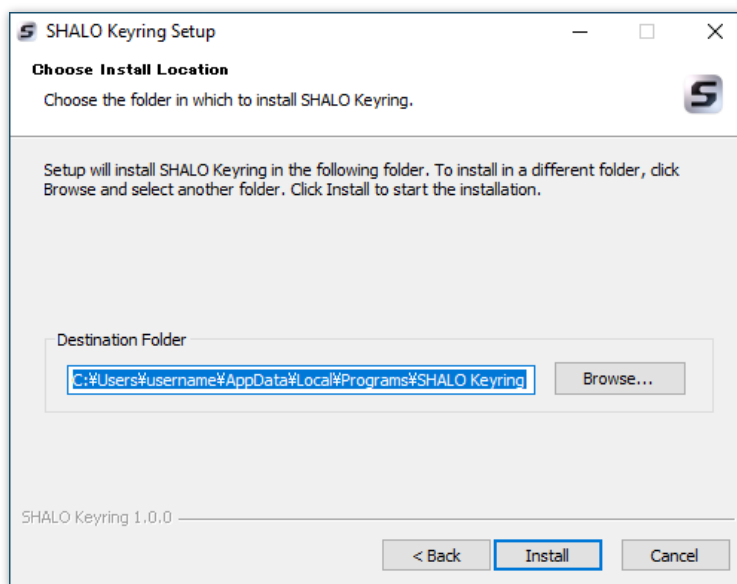 SHALO Keyring Setup
Choose Install Location
Choose the folder in which to install SHALO Keyring.
Setup will install SHALO Keyring in the following folder. To install in a different folder, click
Browse and select another folder. Click Install to start the installation.
Destination Folder
C:¥Users¥username¥AppData¥Local¥Programs¥SHALO Keyring
Browse...
SHALO Keyring 1.0.0
< Back
Install
Cancel